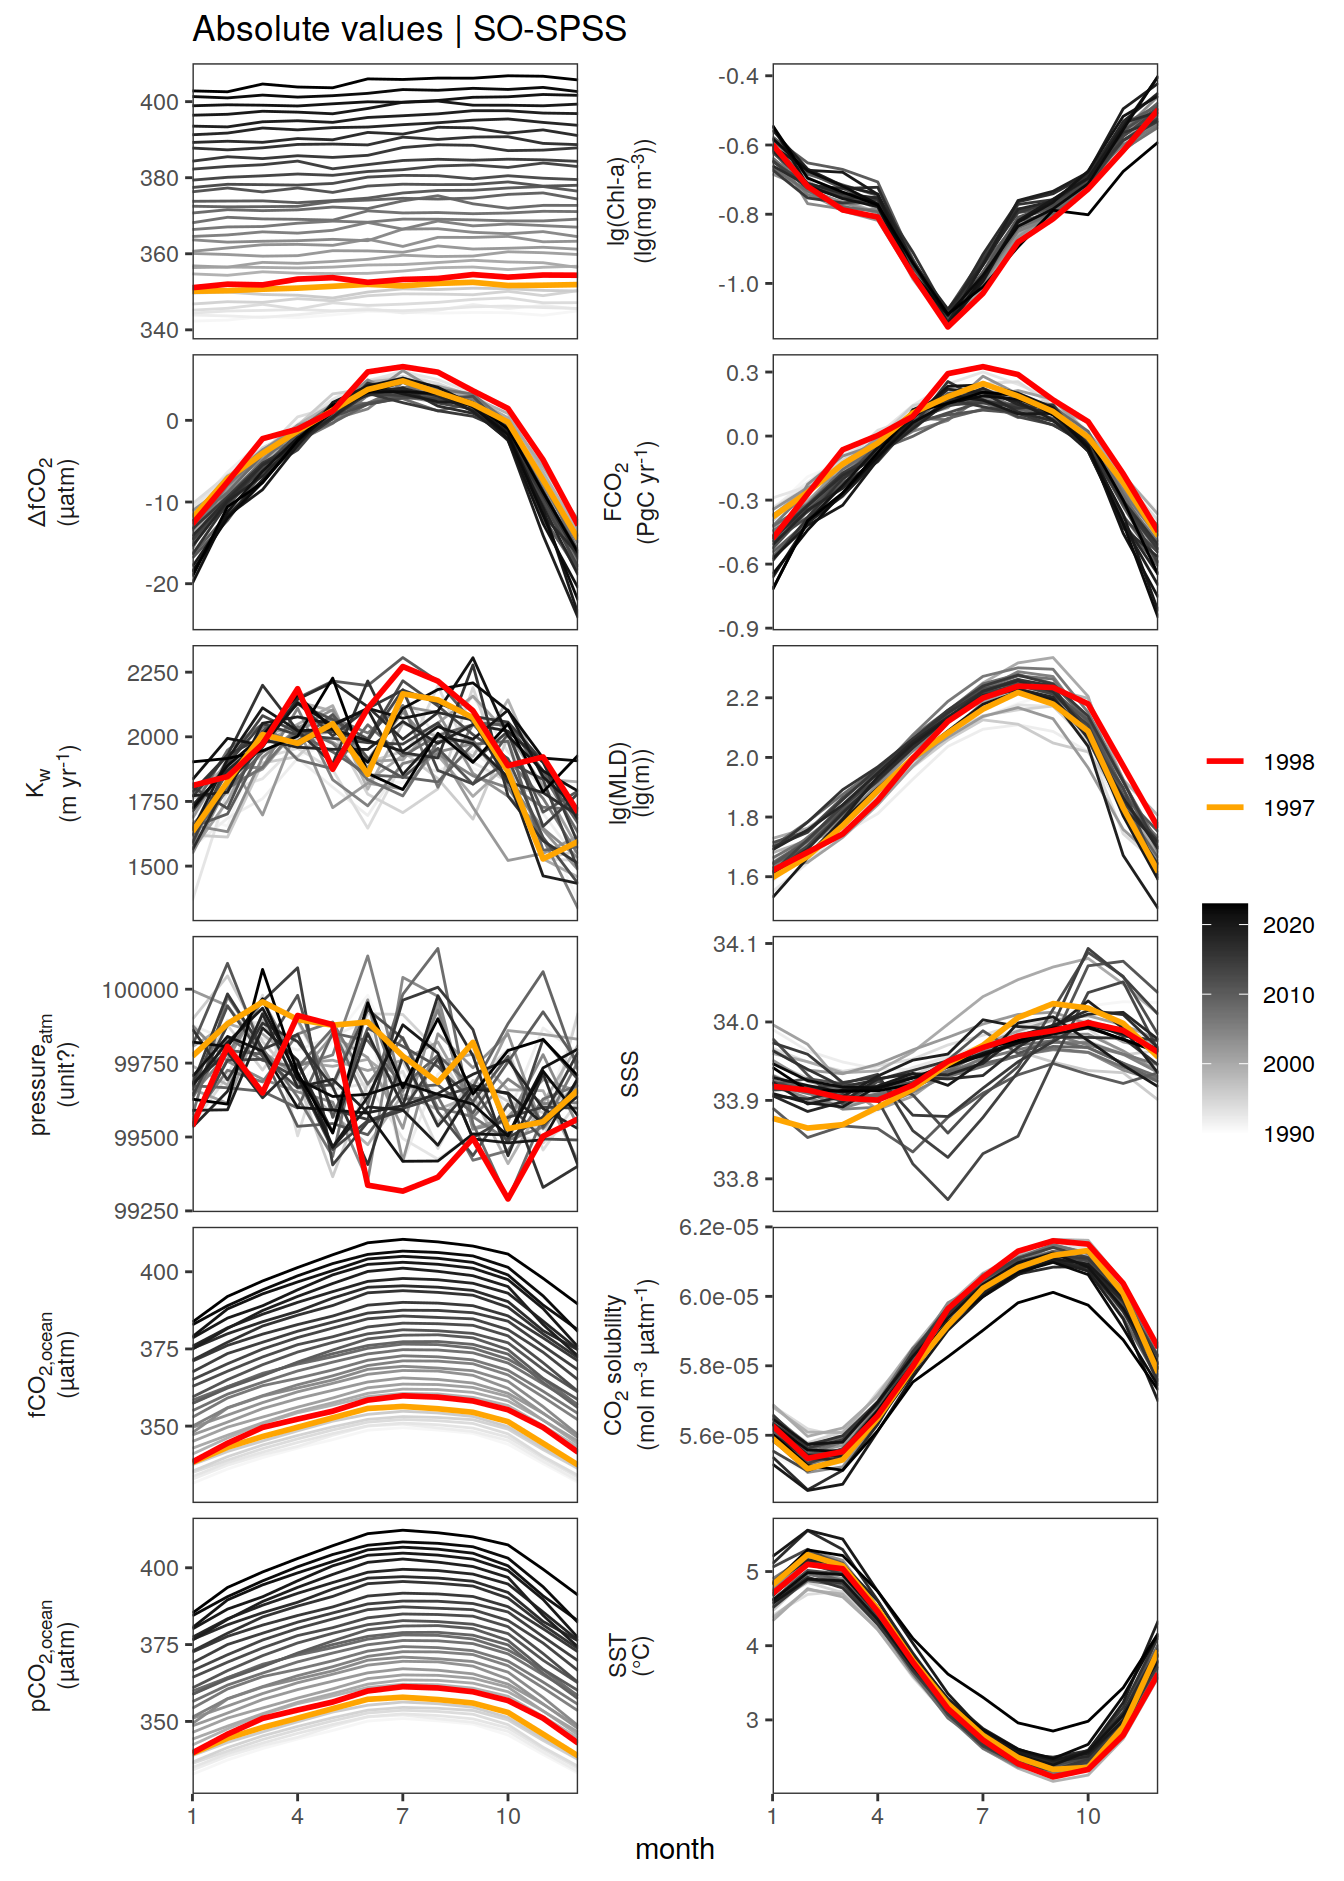 Absolute values | SO-SPSS
400
380
360
340
lg(Chl-a)
(lg(mg m-3))
-0.4
-0.6
-0.8
-1.0
ΔfCO2
(µatm)
0
-10
-20
FCO2
(PgC yr-1)
0.3
0.0
-0.3
-0.6
-0.9
Kw
(m yr-1)
2250
2000
1750
1500
lg(MLD)
(lg(m))
2.2
2.0
1.8
1.6
pressureatm
(unit?)
100000
99750
99500
99250
SSS
34.1
34.0
33.9
33.8
fCO2,ocean
(µatm)
400
375
350
CO2 solubility
(mol m-3 µatm-1)
6.2e-05
6.0e-05
5.8e-05
5.6e-05
pCO2,ocean
(µatm)
400
375
350
SST
(°C)
5
4
3
1 4 7 10
1 4 7 10
month
1998
1997
2020
2010
2000
1990